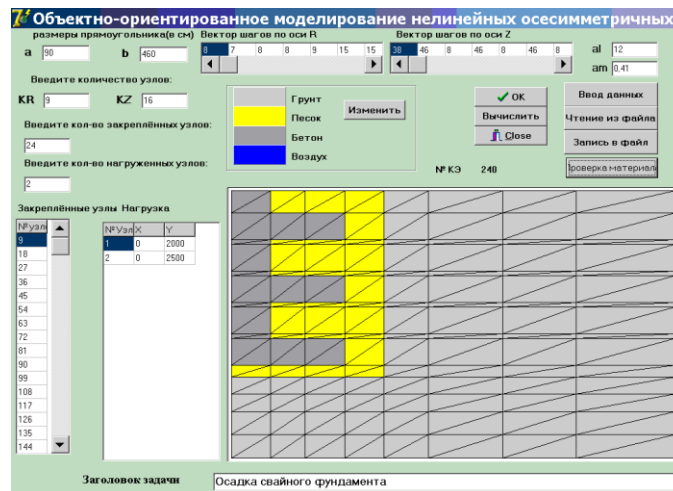 Объектно-ориентированное моделирование нелинейных осесимметричных
размеры прямоугольника(в см) Вектор шагов по оси R Вектор шагов по оси Z
a 90 b 460 8 7 8 8 9 15 15 38 46 8 46 8 46 8 al 12
am 0,41
Введите количество узлов:
KR 9 KZ 16
Грунт
Песок
Бетон
Воздух
Изменить
OK
Вычислить
Close
Ввод данных
Чтение из файла
Запись в файл
Проверка материал
Введите кол-во закреплённых узлов:
24
Введите кол-во нагруженных узлов:
2
№ КЭ 240
Закреплённые узлы Нагрузка
№узл
9
18
27
36
45
54
63
72
81
90
99
108
117
126
135
144
№Узл X Y
1 0 2000
2 0 2500
Заголовок задачи Осадка свайного фундамента